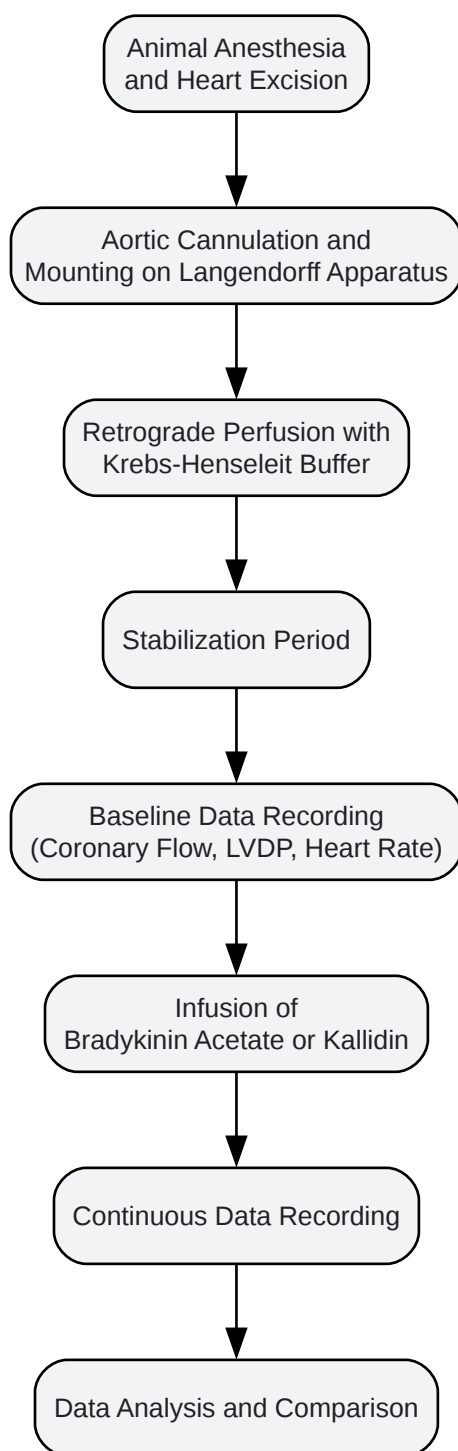 Animal Anesthesia
and Heart Excision
Aortic Cannulation and
Mounting on Langendorff Apparatus
Retrograde Perfusion with
Krebs-Henseleit Buffer
Stabilization Period
Baseline Data Recording
(Coronary Flow, LVDP, Heart Rate)
Infusion of
Bradykinin Acetate or Kallidin
Continuous Data Recording
Data Analysis and Comparison